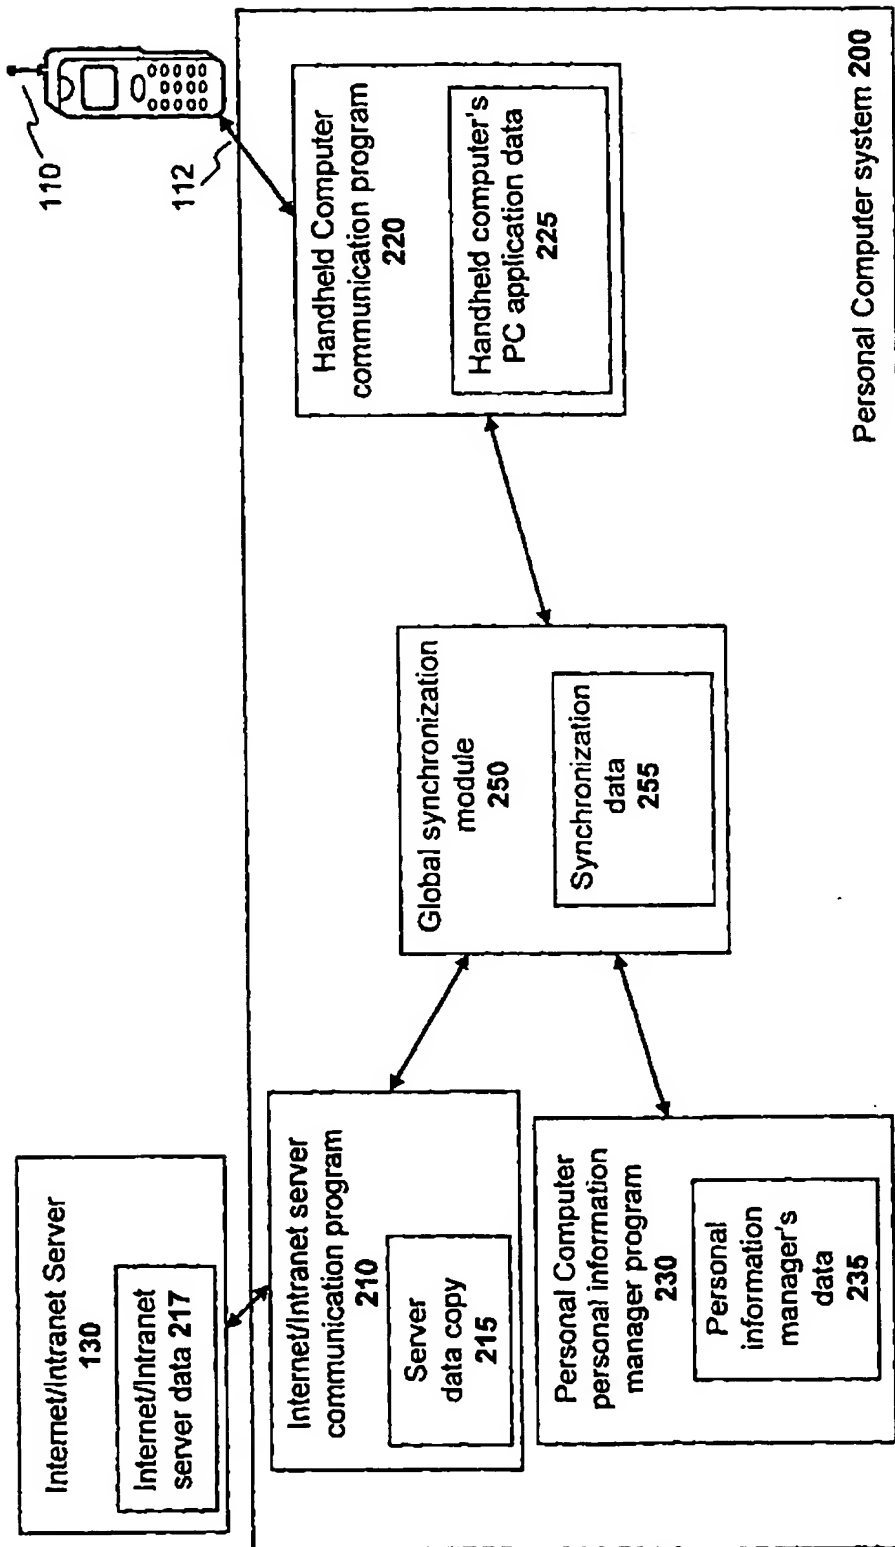 Internet/Intranet Server
130
Internet/Intranet
server data 217
110
112
Internet/Intranet server
communication program
210
Server
data copy
215
Global synchronization
module
250
Synchronization
data
255
Handheld Computer
communication program
220
Handheld computer's
PC application data
225
Personal Computer
personal information
manager program
230
Personal
information
manager's
data
235
Personal Computer system 200